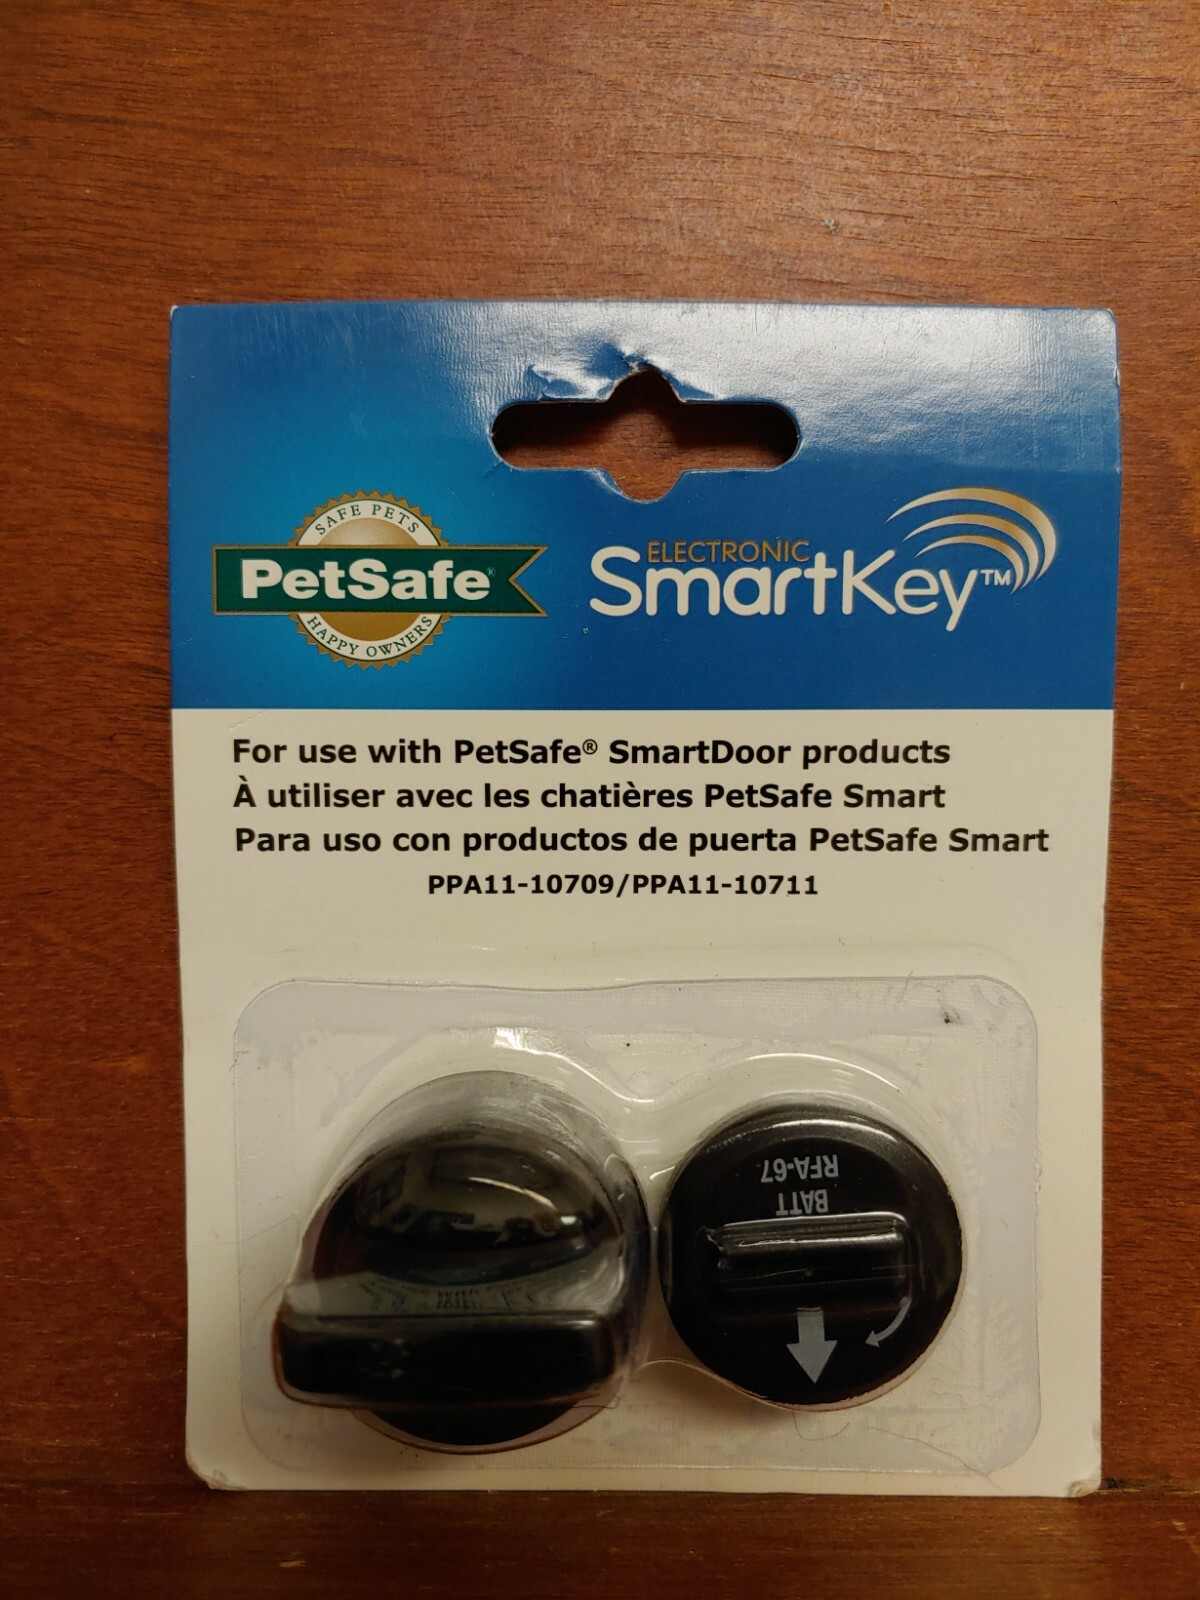 SAFE PETS
PetSafe®
HAPPY OWNERS
ELECTRONIC
SmartKey™
For use with PetSafe® SmartDoor products
À utiliser avec les chatières PetSafe Smart
Para uso con productos de puerta PetSafe Smart
PPA11-10709/PPA11-10711
BATT
RFA-67